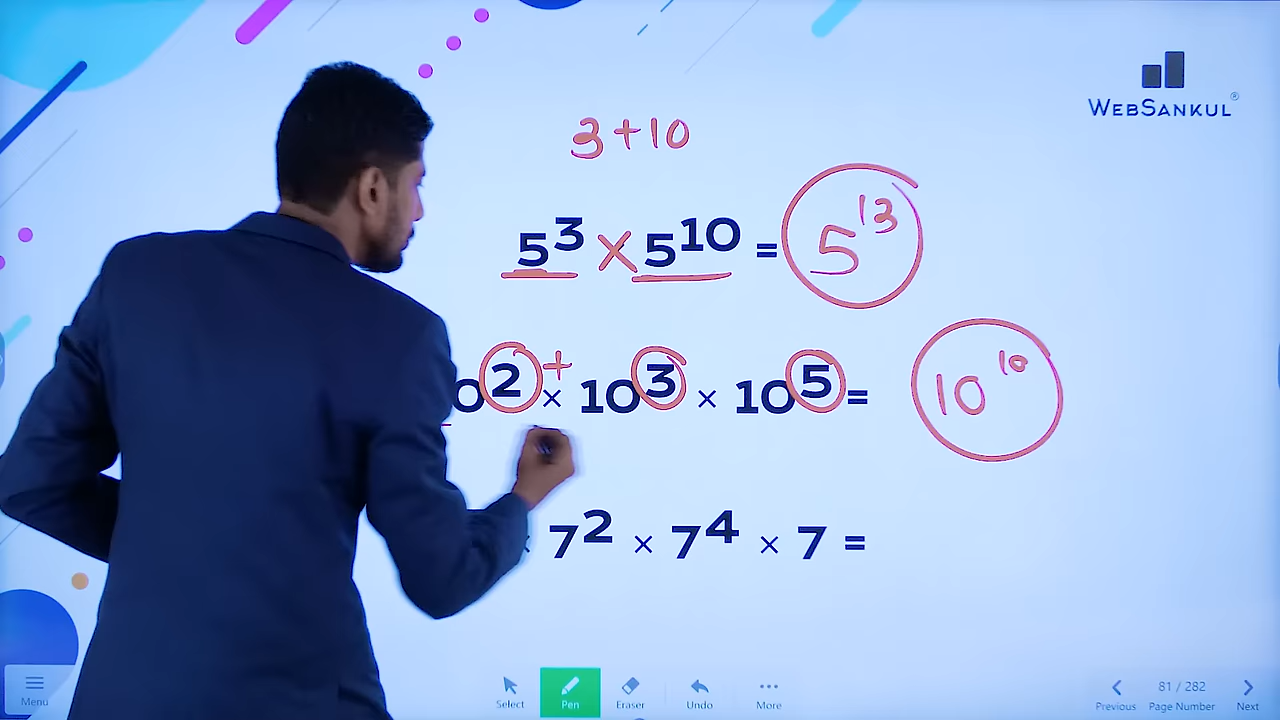 WEBSANKUL®
3+10
5³ × 5¹⁰ = 5¹³
0² + × 10³ × 10⁵ = 10¹⁰
× 7² × 7⁴ × 7 =
Menu
Select
Pen
Eraser
Undo
More
Previous
81 / 282
Page Number
Next